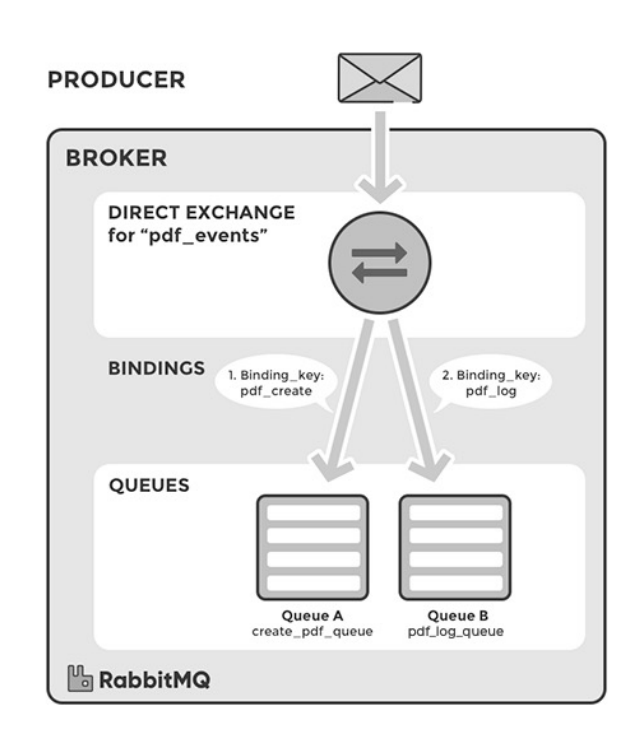 PRODUCER
BROKER
DIRECT EXCHANGE
for “pdf_events”
BINDINGS
1. Binding_key:
pdf_create
2. Binding_key:
pdf_log
QUEUES
Queue A
create_pdf_queue
Queue B
pdf_log_queue
RabbitMQ